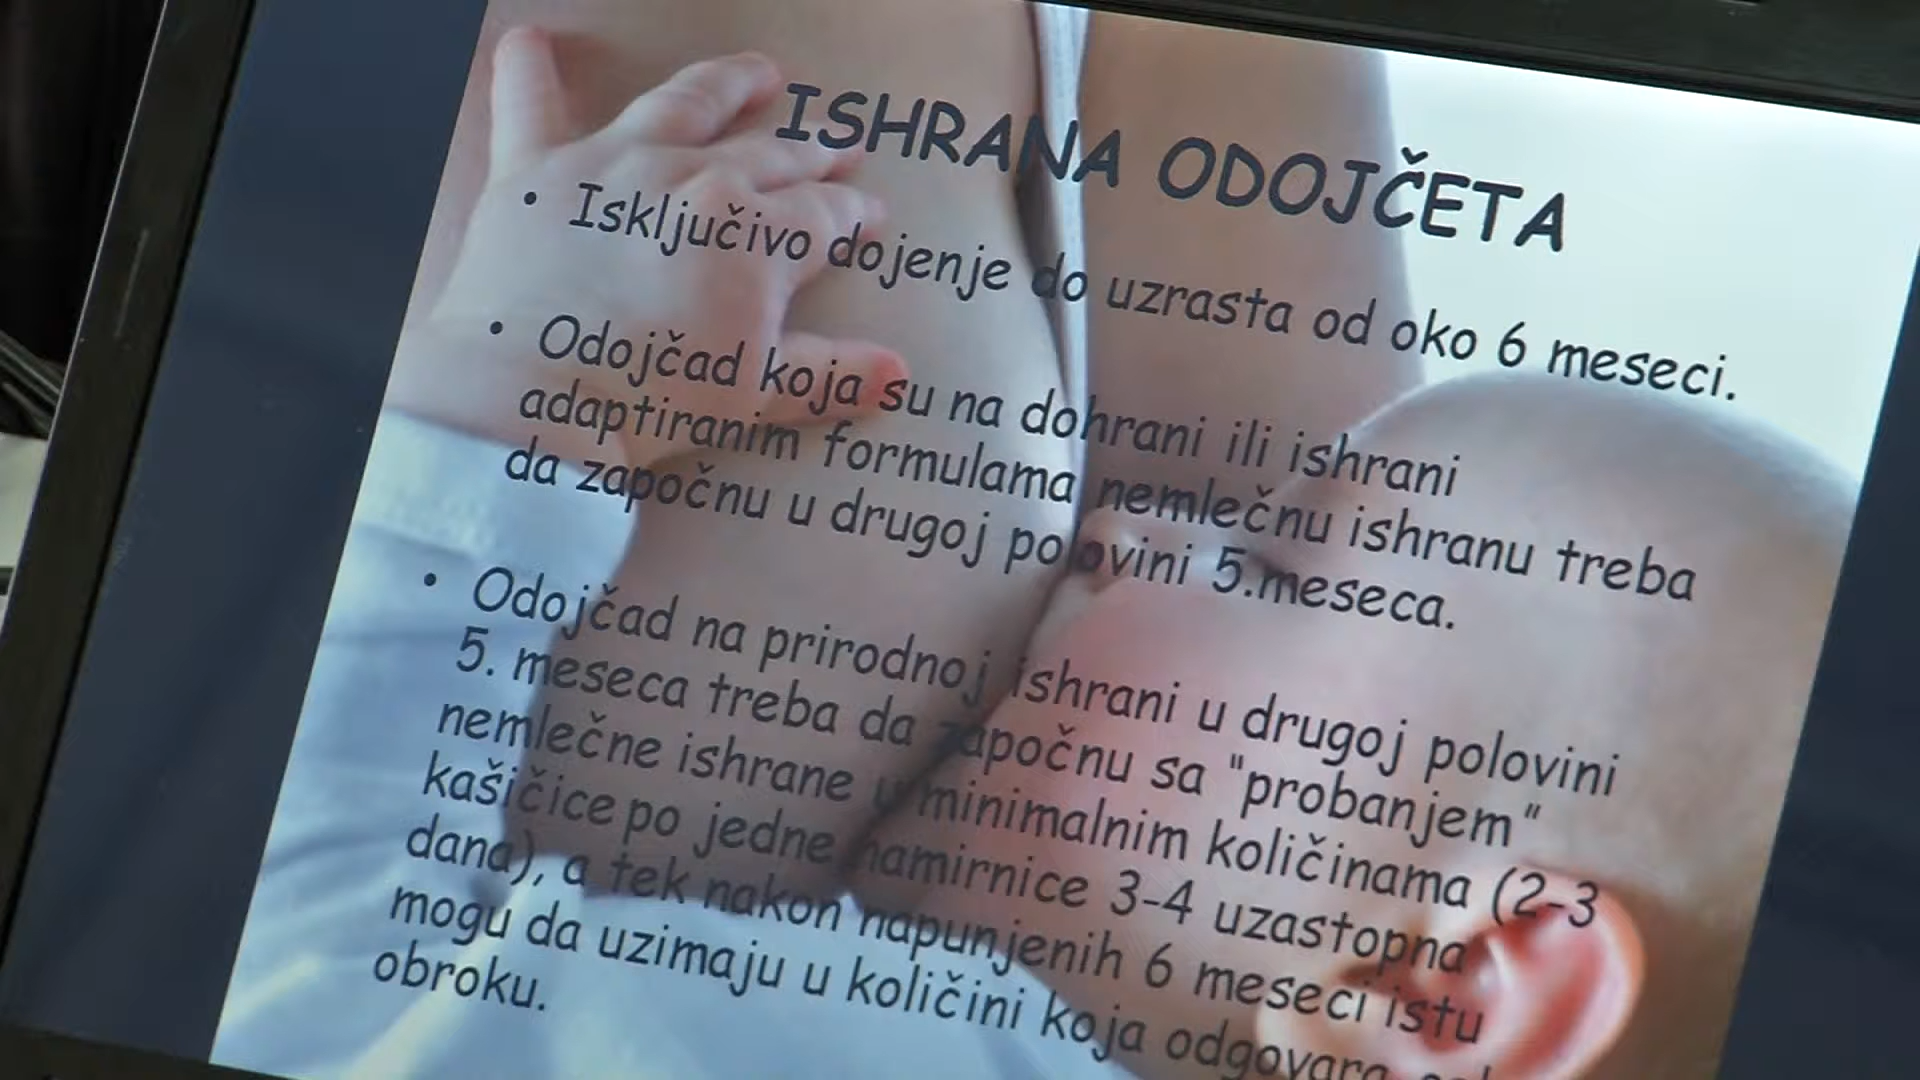 ISHRANA ODOJČETA
• Isključivo dojenje do uzrasta od oko 6 meseci.
• Odojčad koja su na dohrani ili ishrani
adaptiranim formulama nemlečnu ishranu treba
da započnu u drugoj polovini 5.meseca.
• Odojčad na prirodnoj ishrani u drugoj polovini
5. meseca treba da započnu sa "probanjem"
nemlečne ishrane u minimalnim količinama (2-3
kašičice po jedne namirnice 3-4 uzastopna
dana), a tek nakon napunjenih 6 meseci istu
mogu da uzimaju u količini koja odgovara
obroku.